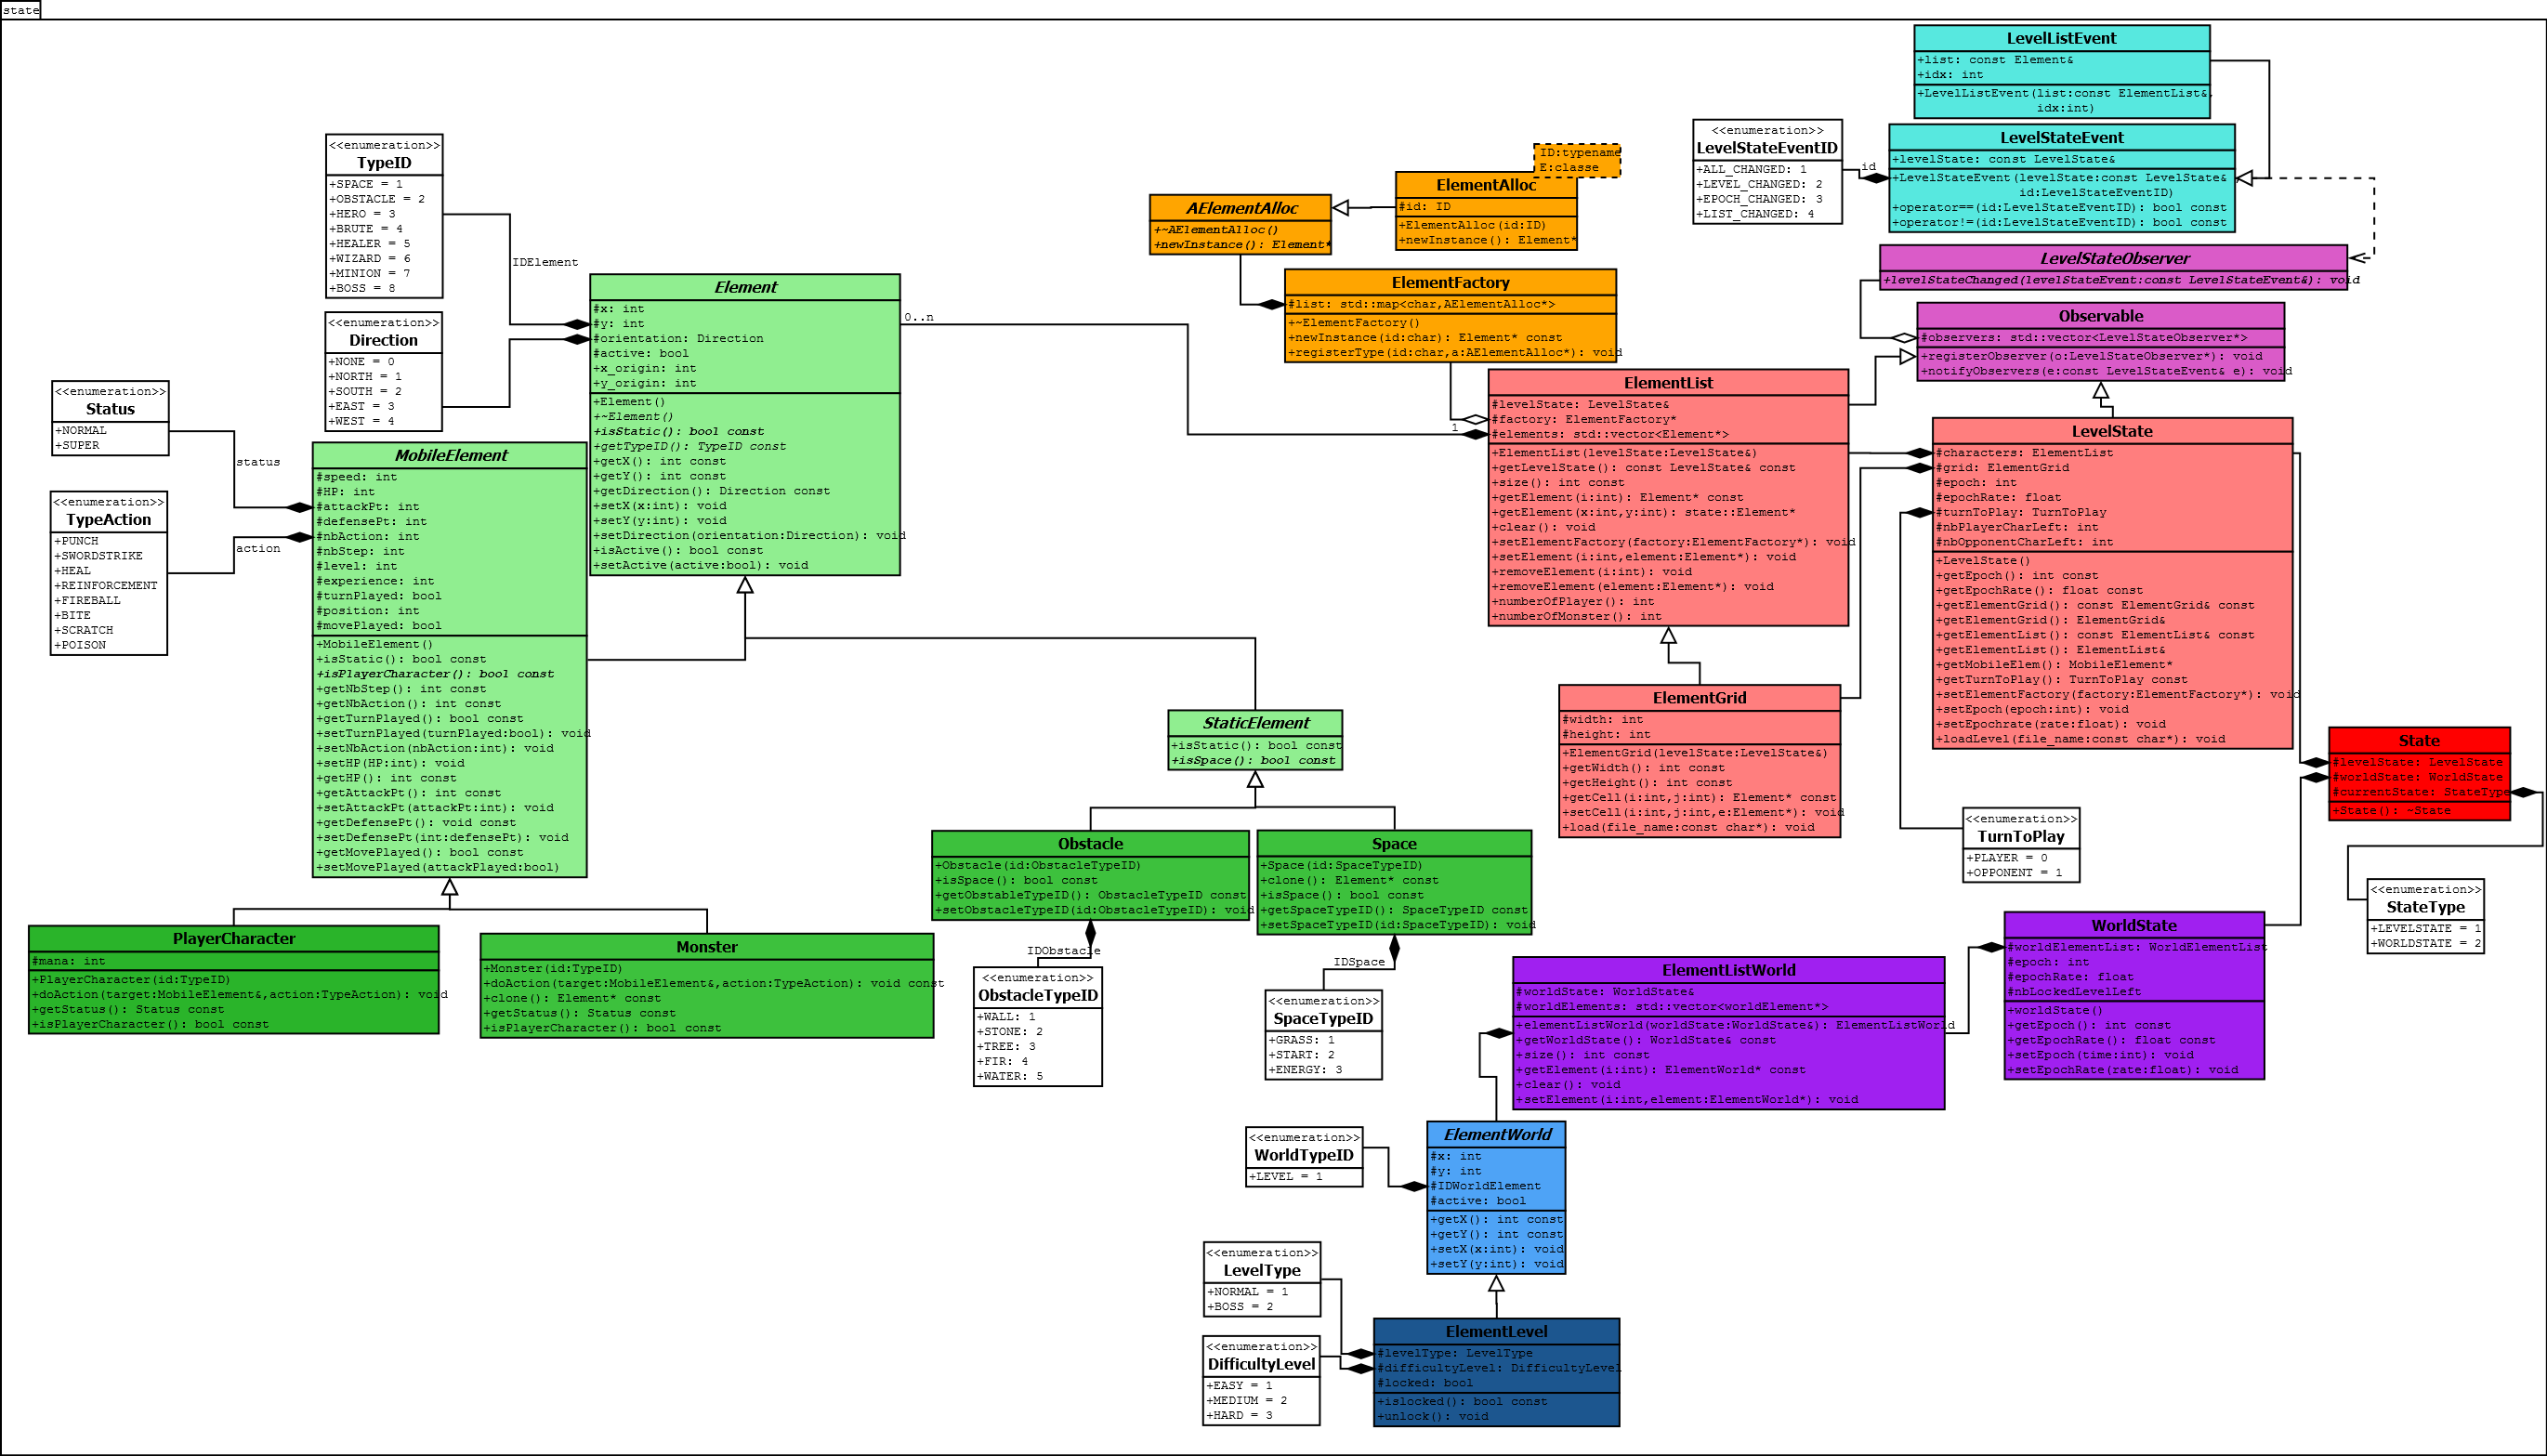 state
LevelListEvent
+list: const Element&
+idx: int
+LevelListEvent(list:const ElementList&,
idx:int)
<<enumeration>>
LevelStateEventID
+ALL_CHANGED: 1
+LEVEL_CHANGED: 2
+EPOCH_CHANGED: 3
+LIST_CHANGED: 4
id
LevelStateEvent
+levelState: const LevelState&
+LevelStateEvent(levelState:const LevelState&,
id:LevelStateEventID)
+operator==(id:LevelStateEventID): bool const
+operator!=(id:LevelStateEventID): bool const
LevelStateObserver
+levelStateChanged(levelStateEvent:const LevelStateEvent&): void
Observable
#observers: std::vector<LevelStateObserver*>
+registerObserver(o:LevelStateObserver*): void
+notifyObservers(e:const LevelStateEvent& e): void
ID:typename
E:classe
ElementAlloc
#id: ID
+ElementAlloc(id:ID)
+newInstance(): Element*
AElementAlloc
+~AElementAlloc()
+newInstance(): Element*
ElementFactory
#list: std::map<char,AElementAlloc*>
+~ElementFactory()
+newInstance(id:char): Element* const
+registerType(id:char,a:AElementAlloc*): void
<<enumeration>>
TypeID
+SPACE = 1
+OBSTACLE = 2
+HERO = 3
+BRUTE = 4
+HEALER = 5
+WIZARD = 6
+MINION = 7
+BOSS = 8
IDElement
<<enumeration>>
Direction
+NONE = 0
+NORTH = 1
+SOUTH = 2
+EAST = 3
+WEST = 4
Element
#x: int
#y: int
#orientation: Direction
#active: bool
+x_origin: int
+y_origin: int
+Element()
+~Element()
+isStatic(): bool const
+getTypeID(): TypeID const
+getX(): int const
+getY(): int const
+getDirection(): Direction const
+setX(x:int): void
+setY(y:int): void
+setDirection(orientation:Direction): void
+isActive(): bool const
+setActive(active:bool): void
0..n
1
<<enumeration>>
Status
+NORMAL
+SUPER
status
<<enumeration>>
TypeAction
+PUNCH
+SWORDSTRIKE
+HEAL
+REINFORCEMENT
+FIREBALL
+BITE
+SCRATCH
+POISON
action
MobileElement
#speed: int
#HP: int
#attackPt: int
#defensePt: int
#nbAction: int
#nbStep: int
#level: int
#experience: int
#turnPlayed: bool
#position: int
#movePlayed: bool
+MobileElement()
+isStatic(): bool const
+isPlayerCharacter(): bool const
+getNbStep(): int const
+getNbAction(): int const
+getTurnPlayed(): bool const
+setTurnPlayed(turnPlayed:bool): void
+setNbAction(nbAction:int): void
+setHP(HP:int): void
+getHP(): int const
+getAttackPt(): int const
+setAttackPt(attackPt:int): void
+getDefensePt(): void const
+setDefensePt(int:defensePt): void
+getMovePlayed(): bool const
+setMovePlayed(attackPlayed:bool)
ElementList
#levelState: LevelState&
#factory: ElementFactory*
#elements: std::vector<Element*>
+ElementList(levelState:LevelState&)
+getLevelState(): const LevelState& const
+size(): int const
+getElement(i:int): Element* const
+getElement(x:int,y:int): state::Element*
+clear(): void
+setElementFactory(factory:ElementFactory*): void
+setElement(i:int,element:Element*): void
+removeElement(i:int): void
+removeElement(element:Element*): void
+numberOfPlayer(): int
+numberOfMonster(): int
LevelState
#characters: ElementList
#grid: ElementGrid
#epoch: int
#epochRate: float
#turnToPlay: TurnToPlay
#nbPlayerCharLeft: int
#nbOpponentCharLeft: int
+LevelState()
+getEpoch(): int const
+getEpochRate(): float const
+getElementGrid(): const ElementGrid& const
+getElementGrid(): ElementGrid&
+getElementList(): const ElementList& const
+getElementList(): ElementList&
+getMobileElem(): MobileElement*
+getTurnToPlay(): TurnToPlay const
+setElementFactory(factory:ElementFactory*): void
+setEpoch(epoch:int): void
+setEpochrate(rate:float): void
+loadLevel(file_name:const char*): void
ElementGrid
#width: int
#height: int
+ElementGrid(levelState:LevelState&)
+getWidth(): int const
+getHeight(): int const
+getCell(i:int,j:int): Element* const
+setCell(i:int,j:int,e:Element*): void
+load(file_name:const char*): void
StaticElement
+isStatic(): bool const
+isSpace(): bool const
State
#levelState: LevelState
#worldState: WorldState
#currentState: StateType
+State(): ~State
<<enumeration>>
TurnToPlay
+PLAYER = 0
+OPPONENT = 1
<<enumeration>>
StateType
+LEVELSTATE = 1
+WORLDSTATE = 2
Obstacle
+Obstacle(id:ObstacleTypeID)
+isSpace(): bool const
+getObstableTypeID(): ObstacleTypeID const
+setObstacleTypeID(id:ObstacleTypeID): void
Space
+Space(id:SpaceTypeID)
+clone(): Element* const
+isSpace(): bool const
+getSpaceTypeID(): SpaceTypeID const
+setSpaceTypeID(id:SpaceTypeID): void
PlayerCharacter
#mana: int
+PlayerCharacter(id:TypeID)
+doAction(target:MobileElement&,action:TypeAction): void
+getStatus(): Status const
+isPlayerCharacter(): bool const
Monster
+Monster(id:TypeID)
+doAction(target:MobileElement&,action:TypeAction): void const
+clone(): Element* const
+getStatus(): Status const
+isPlayerCharacter(): bool const
IDObstacle
<<enumeration>>
ObstacleTypeID
+WALL: 1
+STONE: 2
+TREE: 3
+FIR: 4
+WATER: 5
IDSpace
<<enumeration>>
SpaceTypeID
+GRASS: 1
+START: 2
+ENERGY: 3
ElementListWorld
#worldState: WorldState&
#worldElements: std::vector<worldElement*>
+elementListWorld(worldState:WorldState&): ElementListWorld
+getWorldState(): WorldState& const
+size(): int const
+getElement(i:int): ElementWorld* const
+clear(): void
+setElement(i:int,element:ElementWorld*): void
WorldState
#worldElementList: WorldElementList
#epoch: int
#epochRate: float
#nbLockedLevelLeft
+worldState()
+getEpoch(): int const
+getEpochRate(): float const
+setEpoch(time:int): void
+setEpochRate(rate:float): void
<<enumeration>>
WorldTypeID
+LEVEL = 1
ElementWorld
#x: int
#y: int
#IDWorldElement
#active: bool
+getX(): int const
+getY(): int const
+setX(x:int): void
+setY(y:int): void
<<enumeration>>
LevelType
+NORMAL = 1
+BOSS = 2
<<enumeration>>
DifficultyLevel
+EASY = 1
+MEDIUM = 2
+HARD = 3
ElementLevel
#levelType: LevelType
#difficultyLevel: DifficultyLevel
#locked: bool
+islocked(): bool const
+unlock(): void